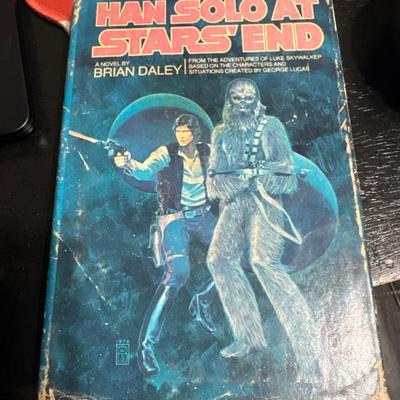 HAN SOLO AT
STARS' END
A NOVEL BY
BRIAN DALEY
FROM THE ADVENTURES OF LUKE SKYWALKER
BASED ON THE CHARACTERS AND
SITUATIONS CREATED BY GEORGE LUCAS